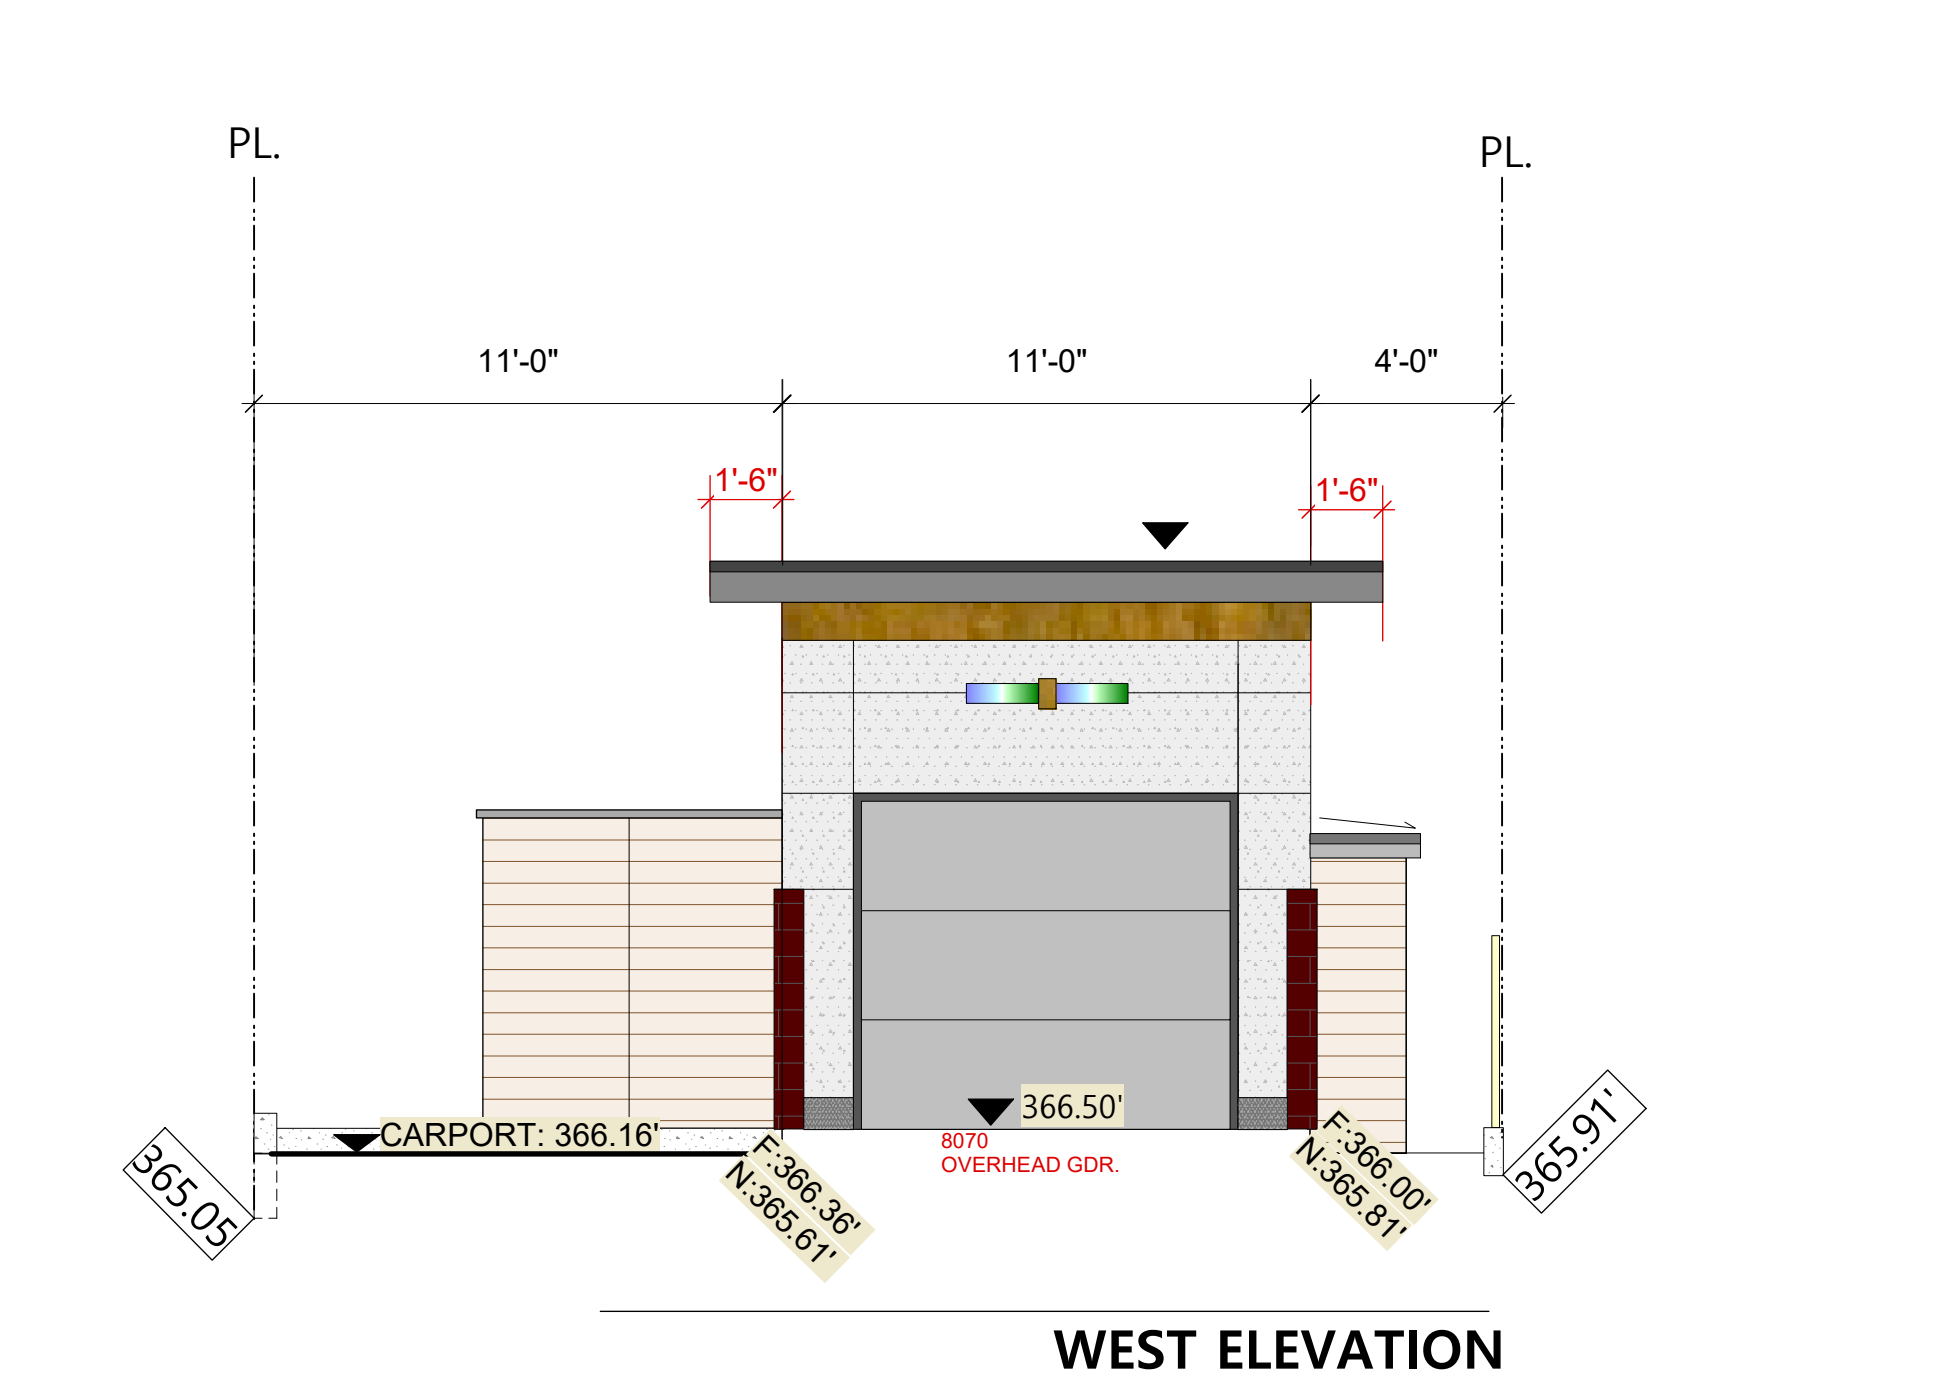 PL.
PL.
11'-0"
11'-0"
4'-0"
1'-6"
1'-6"
366.50'
CARPORT: 366.16'
8070
OVERHEAD GDR.
365.05
F:366.36'
N:365.61'
F:366.00'
N:365.81'
365.91'
WEST ELEVATION